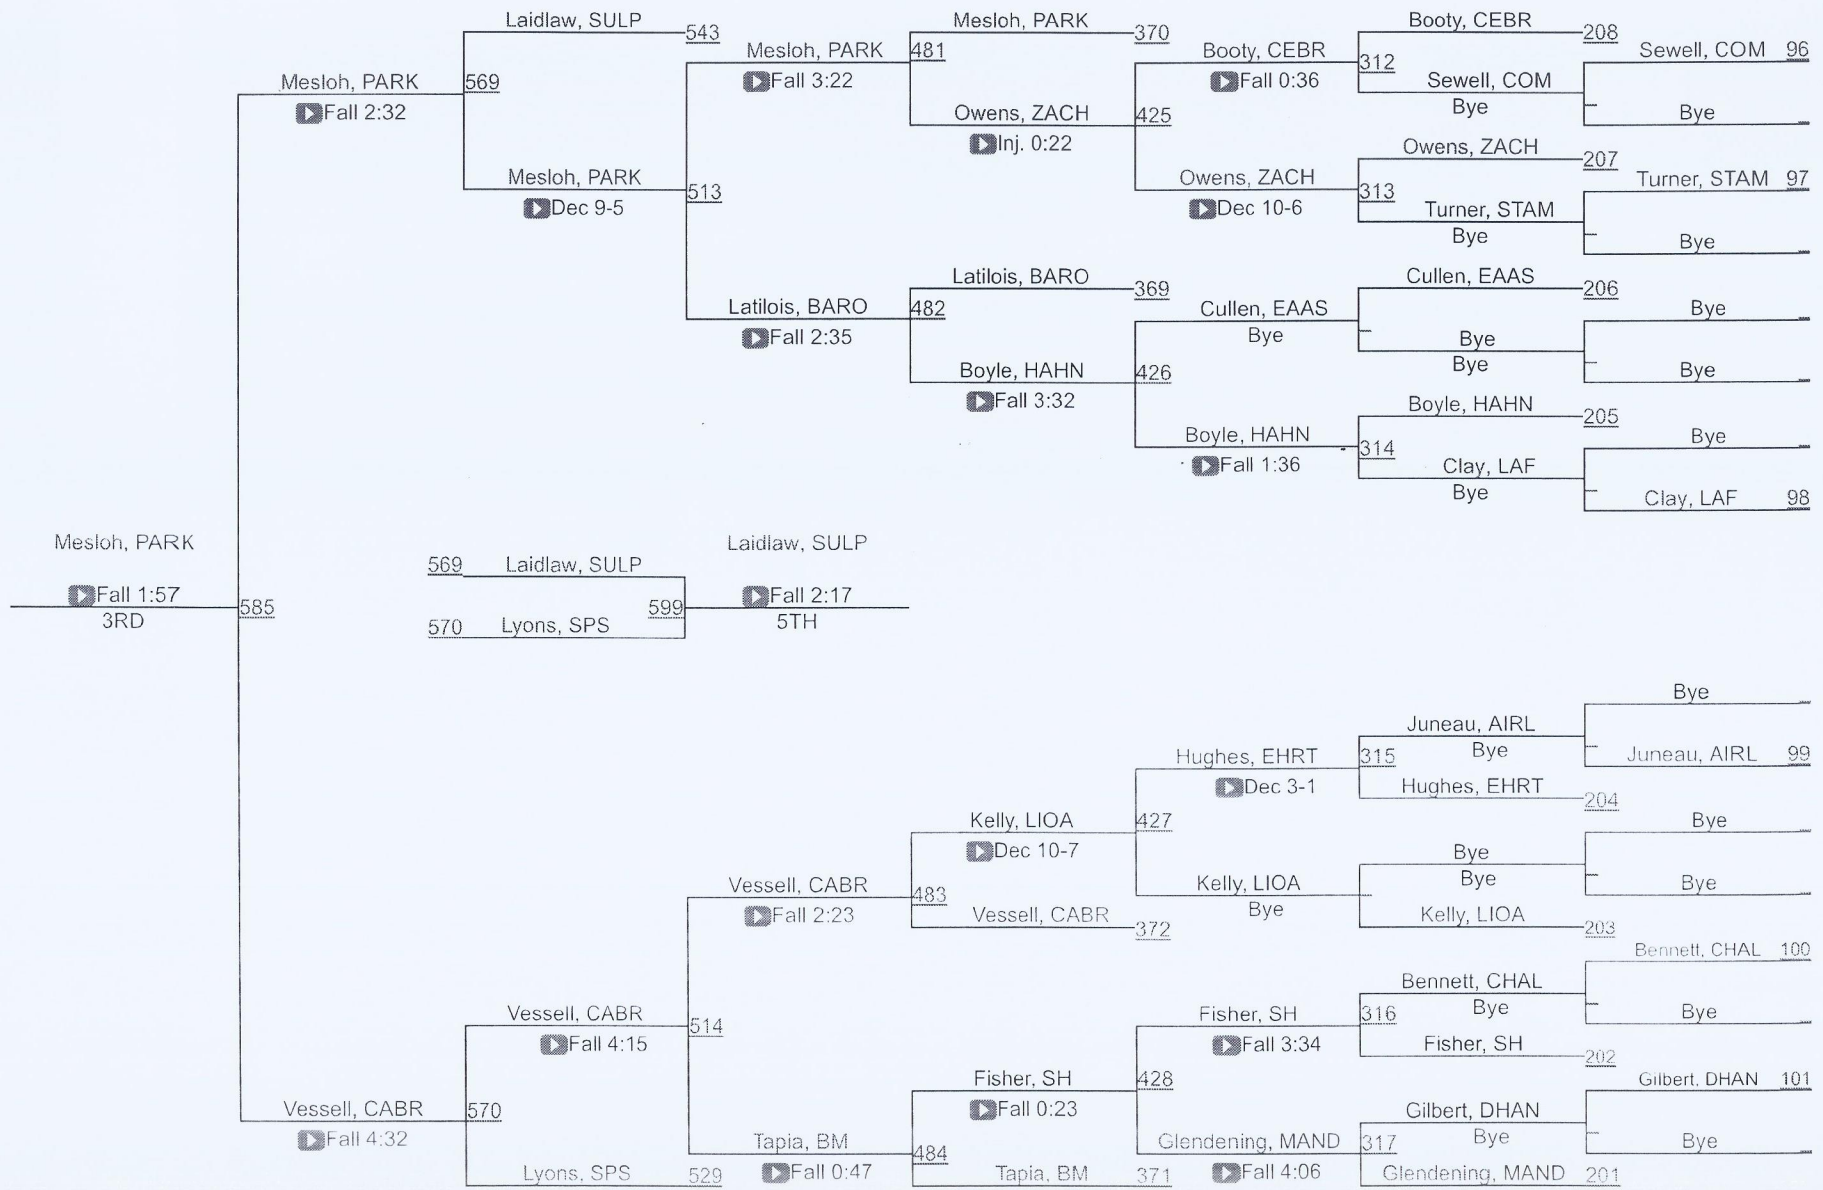 Laidlaw, SULP
543
Mesloh, PARK
370
Booty, CEBR
208
Mesloh, PARK
481
Booty, CEBR
312
Sewell, COM 96
Mesloh, PARK
569
Fall 3:22
Fall 0:36
Sewell, COM
Bye
Fall 2:32
Owens, ZACH
425
Bye
Inj. 0:22
Owens, ZACH
207
Mesloh, PARK
513
Owens, ZACH
313
Turner, STAM 97
Dec 9-5
Dec 10-6
Turner, STAM
Bye
Bye
Latilois, BARO
369
Cullen, EAAS
206
Latilois, BARO
482
Cullen, EAAS
Bye
Bye
Fall 2:35
Bye
Bye
Boyle, HAHN
426
Bye
Fall 3:32
Boyle, HAHN
205
Boyle, HAHN
314
Bye
Fall 1:36
Clay, LAF
Bye
Clay, LAF 98
Mesloh, PARK
Laidlaw, SULP
569 Laidlaw, SULP
Fall 1:57
585
599
Fall 2:17
3RD
570 Lyons, SPS
5TH
Bye
Juneau, AIRL
Bye
Hughes, EHRT
315
Juneau, AIRL 99
Dec 3-1
Hughes, EHRT
204
Kelly, LIOA
427
Bye
Dec 10-7
Bye
Vessell, CABR
483
Kelly, LIOA
Bye
Bye
Fall 2:23
Bye
Vessell, CABR
372
Kelly, LIOA
203
Bennett, CHAL 100
Bennett, CHAL
Vessell, CABR
514
Fisher, SH
316
Bye
Bye
Fall 4:15
Fall 3:34
Fisher, SH
202
Fisher, SH
428
Gilbert, DHAN 101
Vessell, CABR
570
Fall 0:23
Gilbert, DHAN
Fall 4:32
Tapia, BM
484
Glendening, MAND
317
Bye
Bye
Lyons, SPS
529
Fall 0:47
Tapia, BM
371
Fall 4:06
Glendening, MAND
201